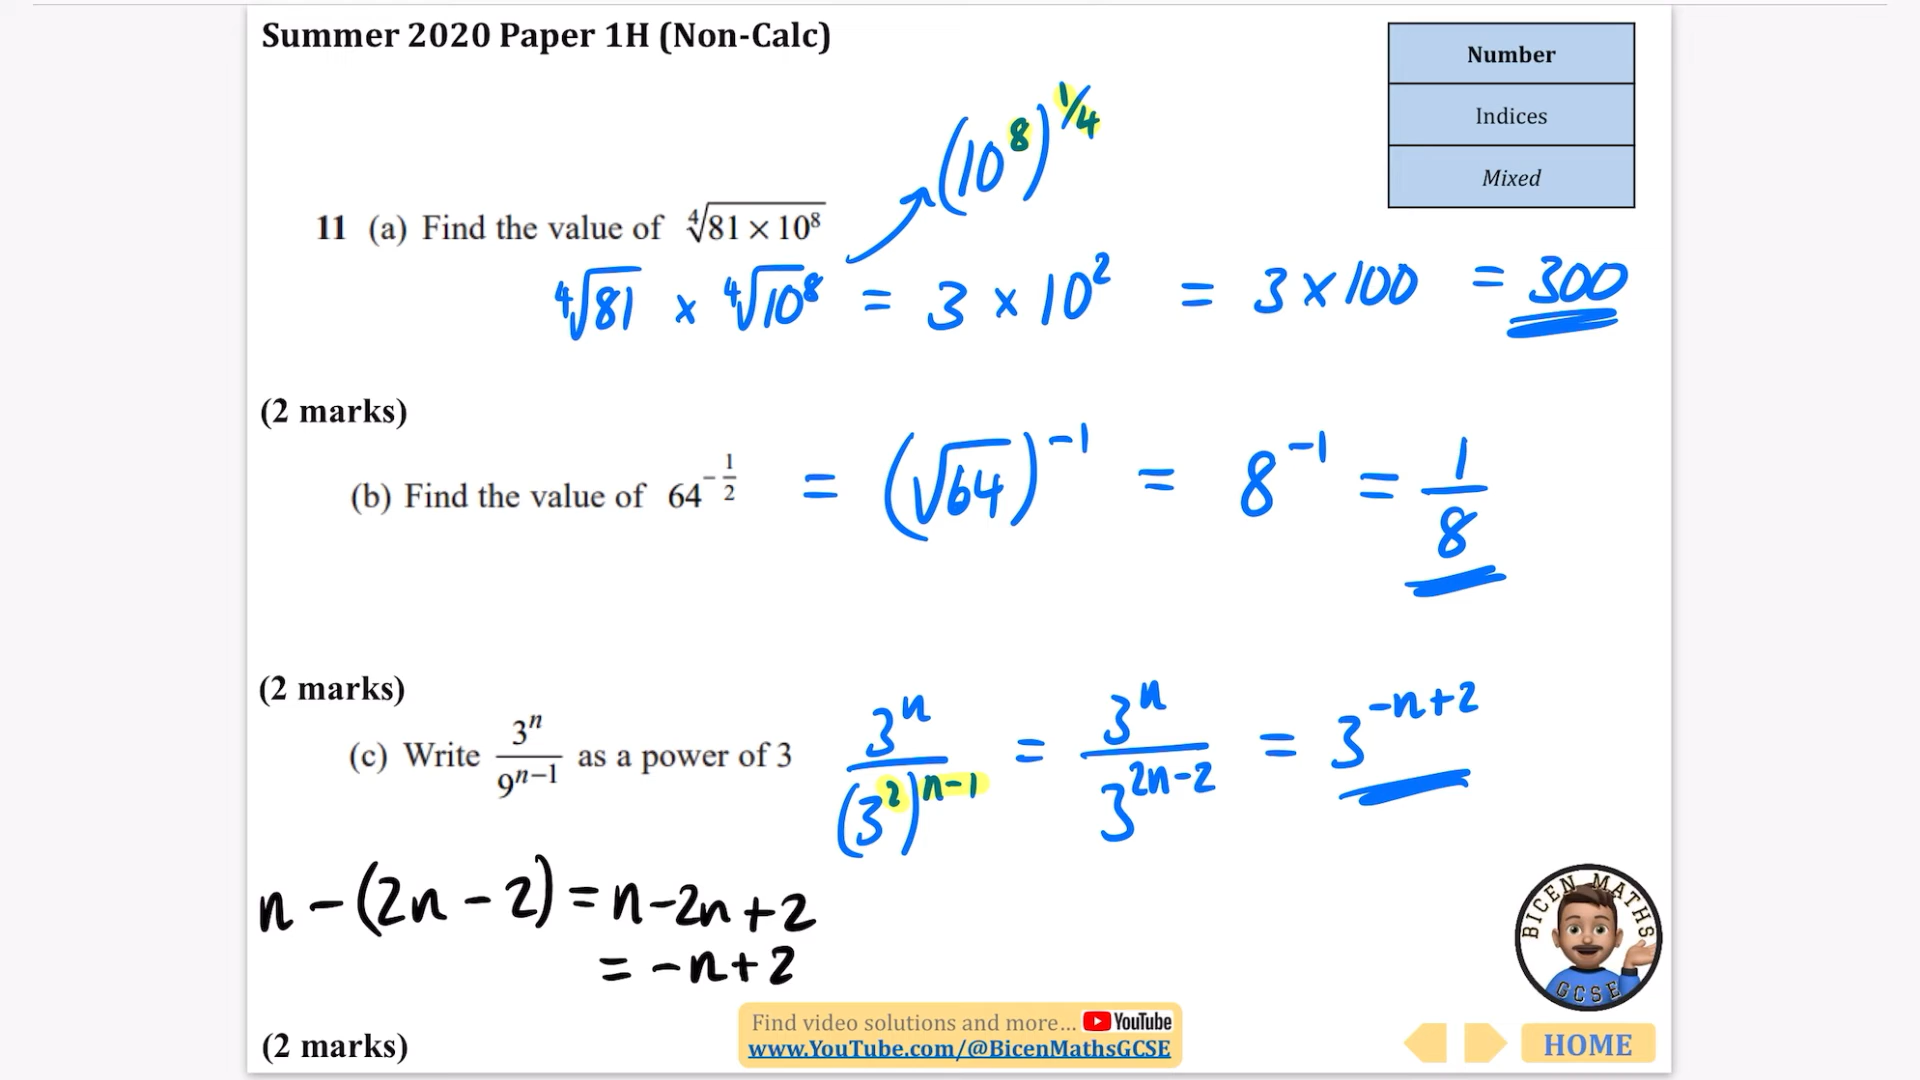 Summer 2020 Paper 1H (Non-Calc)
Number
Indices
Mixed
(10⁸)^¹/₄
11 (a) Find the value of ⁴√(81 × 10⁸)
⁴√81 × ⁴√10⁸ = 3 × 10² = 3 × 100 = 300
(2 marks)
(b) Find the value of 64^(-1/2) = (√64)⁻¹ = 8⁻¹ = 1/8
(2 marks)
(c) Write 3ⁿ/9ⁿ⁻¹ as a power of 3 3ⁿ/(3²)ⁿ⁻¹ = 3ⁿ/3²ⁿ⁻² = 3⁻ⁿ⁺²
n - (2n - 2) = n - 2n + 2
= -n + 2
BICEN MATHS
GCSE
(2 marks)
Find video solutions and more... YouTube
www.YouTube.com/@BicenMathsGCSE
HOME